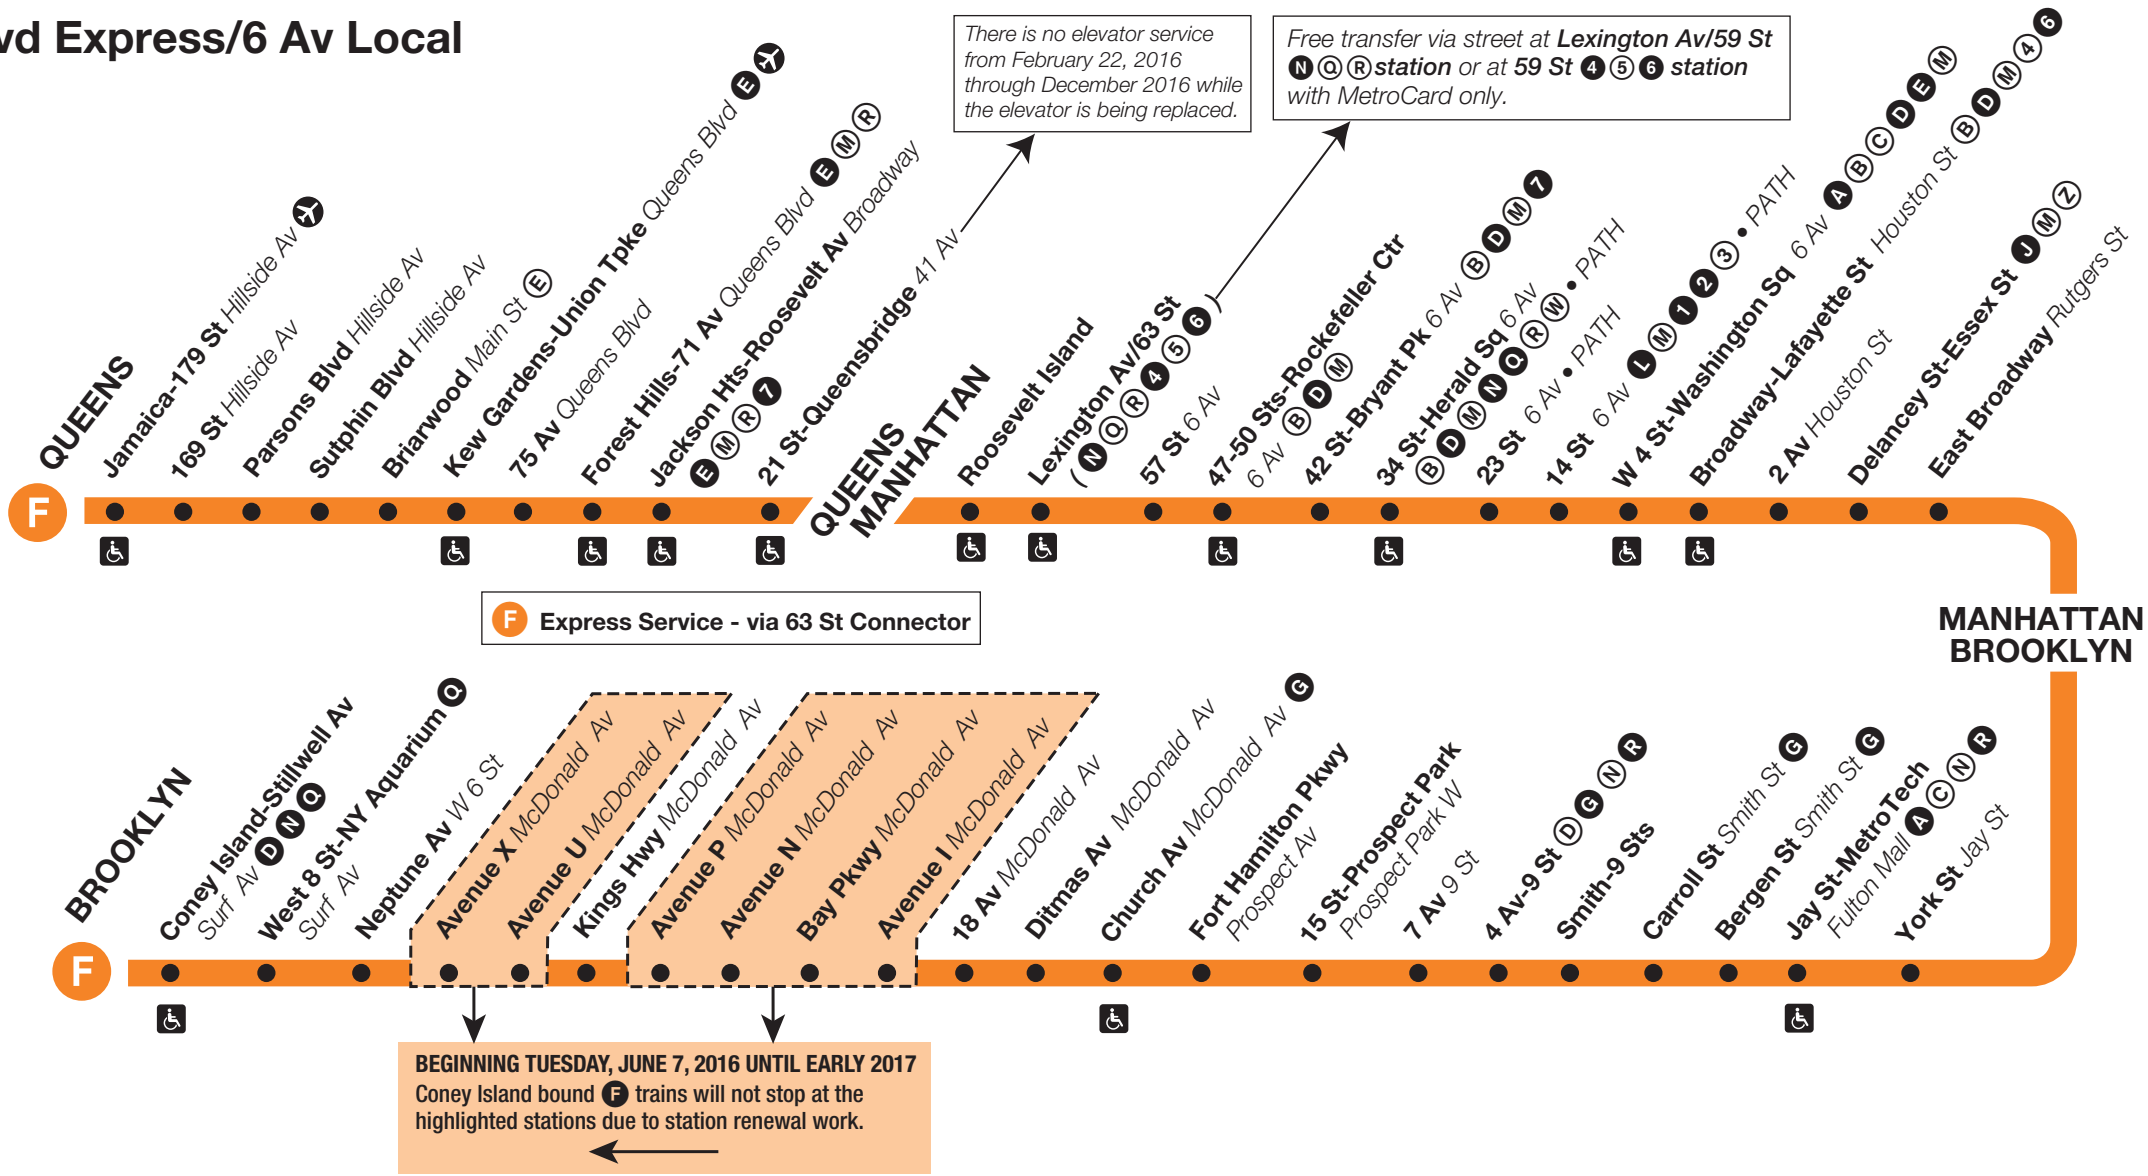 vd Express/6 Av Local
There is no elevator service
from February 22, 2016
through December 2016 while
the elevator is being replaced.
Free transfer via street at Lexington Av/59 St
N Q R station or at 59 St 4 5 6 station
with MetroCard only.
F
QUEENS
Jamaica-179 St Hillside Av
169 St Hillside Av
Parsons Blvd Hillside Av
Sutphin Blvd Hillside Av
Briarwood Main St E
Kew Gardens-Union Tpke Queens Blvd E
75 Av Queens Blvd
Forest Hills-71 Av Queens Blvd E M R
Jackson Hts-Roosevelt Av Broadway
E M R 7
21 St-Queensbridge 41 Av
QUEENS
MANHATTAN
Roosevelt Island
Lexington Av/63 St
( N Q R 4 5 6 )
57 St 6 Av
47-50 Sts-Rockefeller Ctr
6 Av B D M
42 St-Bryant Pk 6 Av B D M 7
34 St-Herald Sq 6 Av
B D M N Q R W • PATH
23 St 6 Av • PATH
14 St 6 Av L M 1 2 3 • PATH
W 4 St-Washington Sq 6 Av A B C D E M
Broadway-Lafayette St Houston St B D M 4 6
2 Av Houston St
Delancey St-Essex St J M Z
East Broadway Rutgers St
F Express Service - via 63 St Connector
MANHATTAN
BROOKLYN
F
BROOKLYN
Coney Island-Stillwell Av
Surf Av D N Q
West 8 St-NY Aquarium Q
Surf Av
Neptune Av W 6 St
Avenue X McDonald Av
Avenue U McDonald Av
Kings Hwy McDonald Av
Avenue P McDonald Av
Avenue N McDonald Av
Bay Pkwy McDonald Av
Avenue I McDonald Av
18 Av McDonald Av
Ditmas Av McDonald Av
Church Av McDonald Av G
Fort Hamilton Pkwy
Prospect Av
15 St-Prospect Park
Prospect Park W
7 Av 9 St
4 Av-9 St D G N R
Smith-9 Sts
Carroll St Smith St G
Bergen St Smith St G
Jay St-MetroTech
Fulton Mall A C N R
York St Jay St
BEGINNING TUESDAY, JUNE 7, 2016 UNTIL EARLY 2017
Coney Island bound F trains will not stop at the
highlighted stations due to station renewal work.